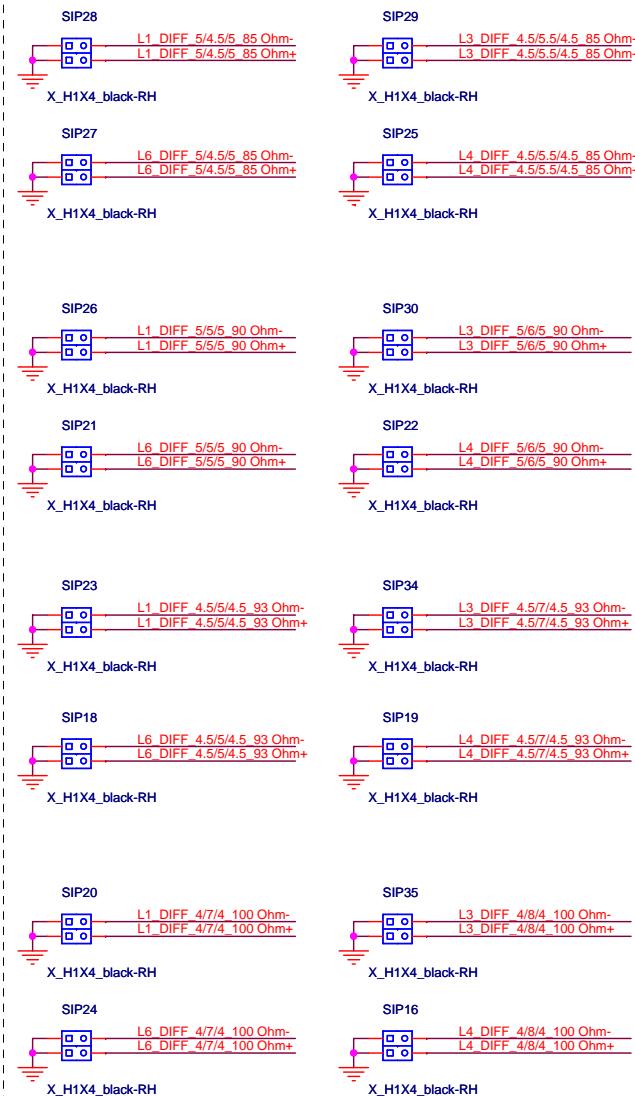 SIP28
L1_DIFF_5/4.5/5_85 Ohm-
L1_DIFF_5/4.5/5_85 Ohm+
X_H1X4_black-RH
SIP29
L3_DIFF_4.5/5.5/4.5_85 Ohm-
L3_DIFF_4.5/5.5/4.5_85 Ohm-
X_H1X4_black-RH
SIP27
L6_DIFF_5/4.5/5_85 Ohm-
L6_DIFF_5/4.5/5_85 Ohm+
X_H1X4_black-RH
SIP25
L4_DIFF_4.5/5.5/4.5_85 Ohm-
L4_DIFF_4.5/5.5/4.5_85 Ohm-
X_H1X4_black-RH
SIP26
L1_DIFF_5/5/5_90 Ohm-
L1_DIFF_5/5/5_90 Ohm+
X_H1X4_black-RH
SIP30
L3_DIFF_5/6/5_90 Ohm-
L3_DIFF_5/6/5_90 Ohm+
X_H1X4_black-RH
SIP21
L6_DIFF_5/5/5_90 Ohm-
L6_DIFF_5/5/5_90 Ohm+
X_H1X4_black-RH
SIP22
L4_DIFF_5/6/5_90 Ohm-
L4_DIFF_5/6/5_90 Ohm+
X_H1X4_black-RH
SIP23
L1_DIFF_4.5/5/4.5_93 Ohm-
L1_DIFF_4.5/5/4.5_93 Ohm+
X_H1X4_black-RH
SIP34
L3_DIFF_4.5/7/4.5_93 Ohm-
L3_DIFF_4.5/7/4.5_93 Ohm+
X_H1X4_black-RH
SIP18
L6_DIFF_4.5/5/4.5_93 Ohm-
L6_DIFF_4.5/5/4.5_93 Ohm+
X_H1X4_black-RH
SIP19
L4_DIFF_4.5/7/4.5_93 Ohm-
L4_DIFF_4.5/7/4.5_93 Ohm+
X_H1X4_black-RH
SIP20
L1_DIFF_4/7/4_100 Ohm-
L1_DIFF_4/7/4_100 Ohm+
X_H1X4_black-RH
SIP35
L3_DIFF_4/8/4_100 Ohm-
L3_DIFF_4/8/4_100 Ohm+
X_H1X4_black-RH
SIP24
L6_DIFF_4/7/4_100 Ohm-
L6_DIFF_4/7/4_100 Ohm+
X_H1X4_black-RH
SIP16
L4_DIFF_4/8/4_100 Ohm-
L4_DIFF_4/8/4_100 Ohm+
X_H1X4_black-RH